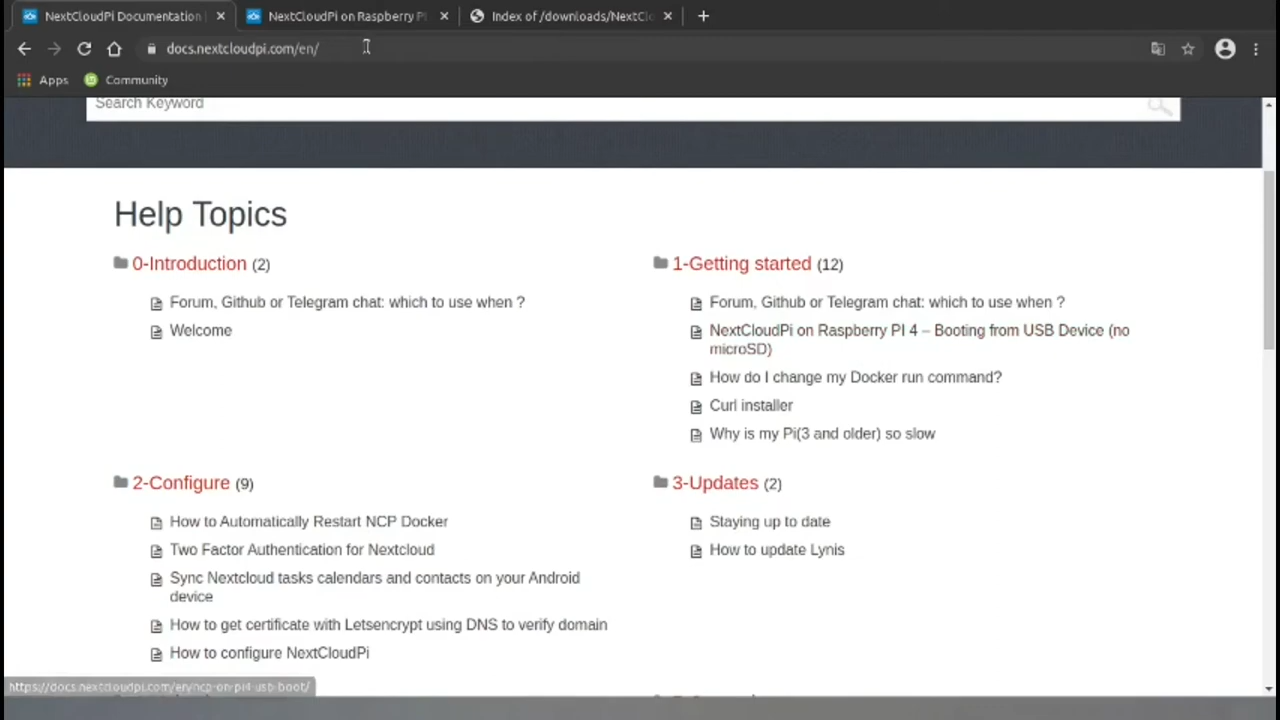 NextCloudPi Documentation
NextCloudPi on Raspberry P
Index of /downloads/NextCl
docs.nextcloudpi.com/en/
Apps
Community
Search Keyword
Help Topics
0-Introduction (2)
Forum, Github or Telegram chat: which to use when ?
Welcome
1-Getting started (12)
Forum, Github or Telegram chat: which to use when ?
NextCloudPi on Raspberry PI 4 – Booting from USB Device (no
microSD)
How do I change my Docker run command?
Curl installer
Why is my Pi(3 and older) so slow
2-Configure (9)
How to Automatically Restart NCP Docker
Two Factor Authentication for Nextcloud
Sync Nextcloud tasks calendars and contacts on your Android
device
How to get certificate with Letsencrypt using DNS to verify domain
How to configure NextCloudPi
3-Updates (2)
Staying up to date
How to update Lynis
https://docs.nextcloudpi.com/en/ncp-on-pi4-usb-boot/